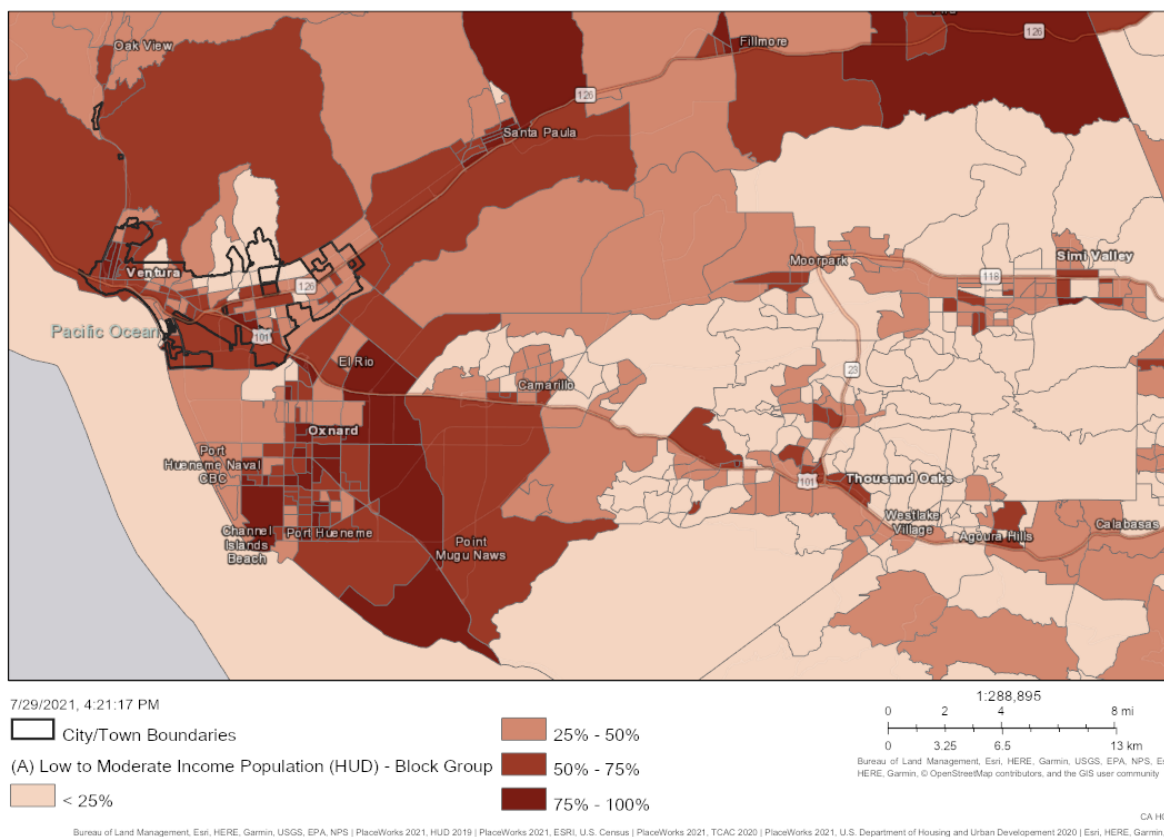 Oak View
Fillmore
126
126
Santa Paula
Ventura
126
Moorpark
Simi Valley
118
Pacific Ocean
101
El Rio
23
Camarillo
Oxnard
Port
Hueneme Naval
CBC
Thousand Oaks
101
Westlake
Village
Calabasas
Channel
Islands
Beach
Port Hueneme
Point
Mugu Naws
Agoura Hills
7/29/2021, 4:21:17 PM
City/Town Boundaries
(A) Low to Moderate Income Population (HUD) - Block Group
< 25%
25% - 50%
50% - 75%
75% - 100%
1:288,895
0 2 4 8 mi
0 3.25 6.5 13 km
Bureau of Land Management, Esri, HERE, Garmin, USGS, EPA, NPS, Es
HERE, Garmin, © OpenStreetMap contributors, and the GIS user community
CA H
Bureau of Land Management, Esri, HERE, Garmin, USGS, EPA, NPS | PlaceWorks 2021, HUD 2019 | PlaceWorks 2021, ESRI, U.S. Census | PlaceWorks 2021, TCAC 2020 | PlaceWorks 2021, U.S. Department of Housing and Urban Developement 2020 | Esri, HERE, Garmin,